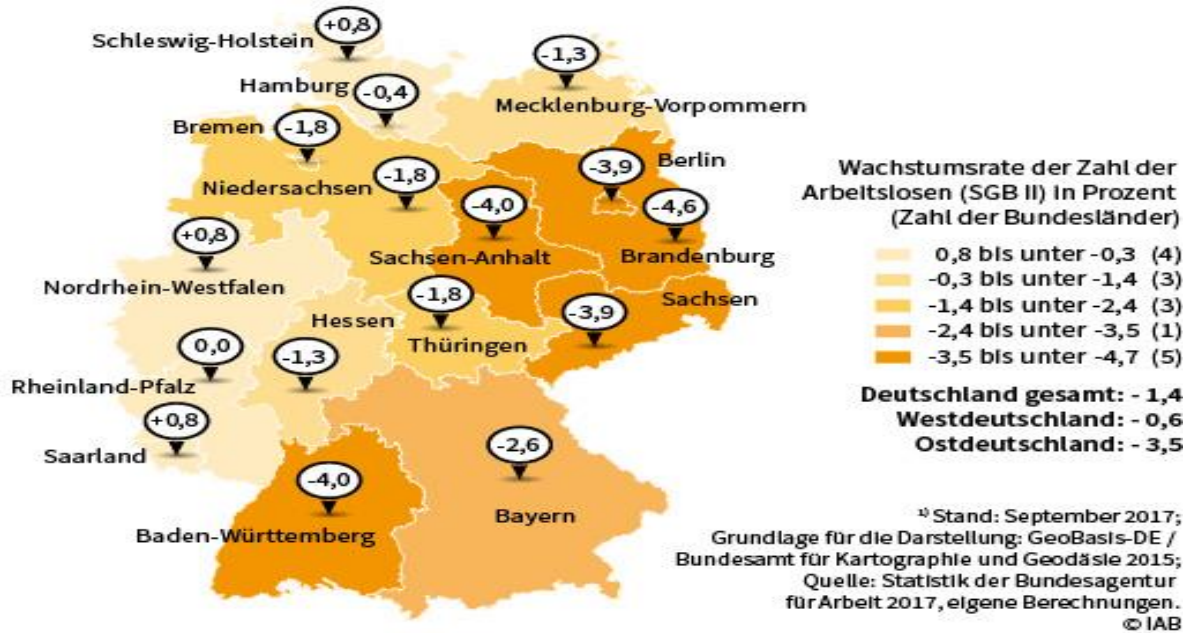 +0,8
Schleswig-Holstein
-1,3
Hamburg
-0,4
Mecklenburg-Vorpommern
Bremen
-1,8
Berlin
-3,9
Niedersachsen
-1,8
-4,0
-4,6
+0,8
Sachsen-Anhalt
Brandenburg
Nordrhein-Westfalen
-1,8
Sachsen
Hessen
-3,9
Thüringen
0,0
-1,3
Rheinland-Pfalz
+0,8
Saarland
-2,6
-4,0
Bayern
Baden-Württemberg
Wachstumsrate der Zahl der
Arbeitslosen (SGB II) in Prozent
(Zahl der Bundesländer)
0,8 bis unter -0,3 (4)
-0,3 bis unter -1,4 (3)
-1,4 bis unter -2,4 (3)
-2,4 bis unter -3,5 (1)
-3,5 bis unter -4,7 (5)
Deutschland gesamt: - 1,4
Westdeutschland: - 0,6
Ostdeutschland: - 3,5
¹⁾ Stand: September 2017;
Grundlage für die Darstellung: GeoBasis-DE /
Bundesamt für Kartographie und Geodäsie 2015;
Quelle: Statistik der Bundesagentur
für Arbeit 2017, eigene Berechnungen.
© IAB